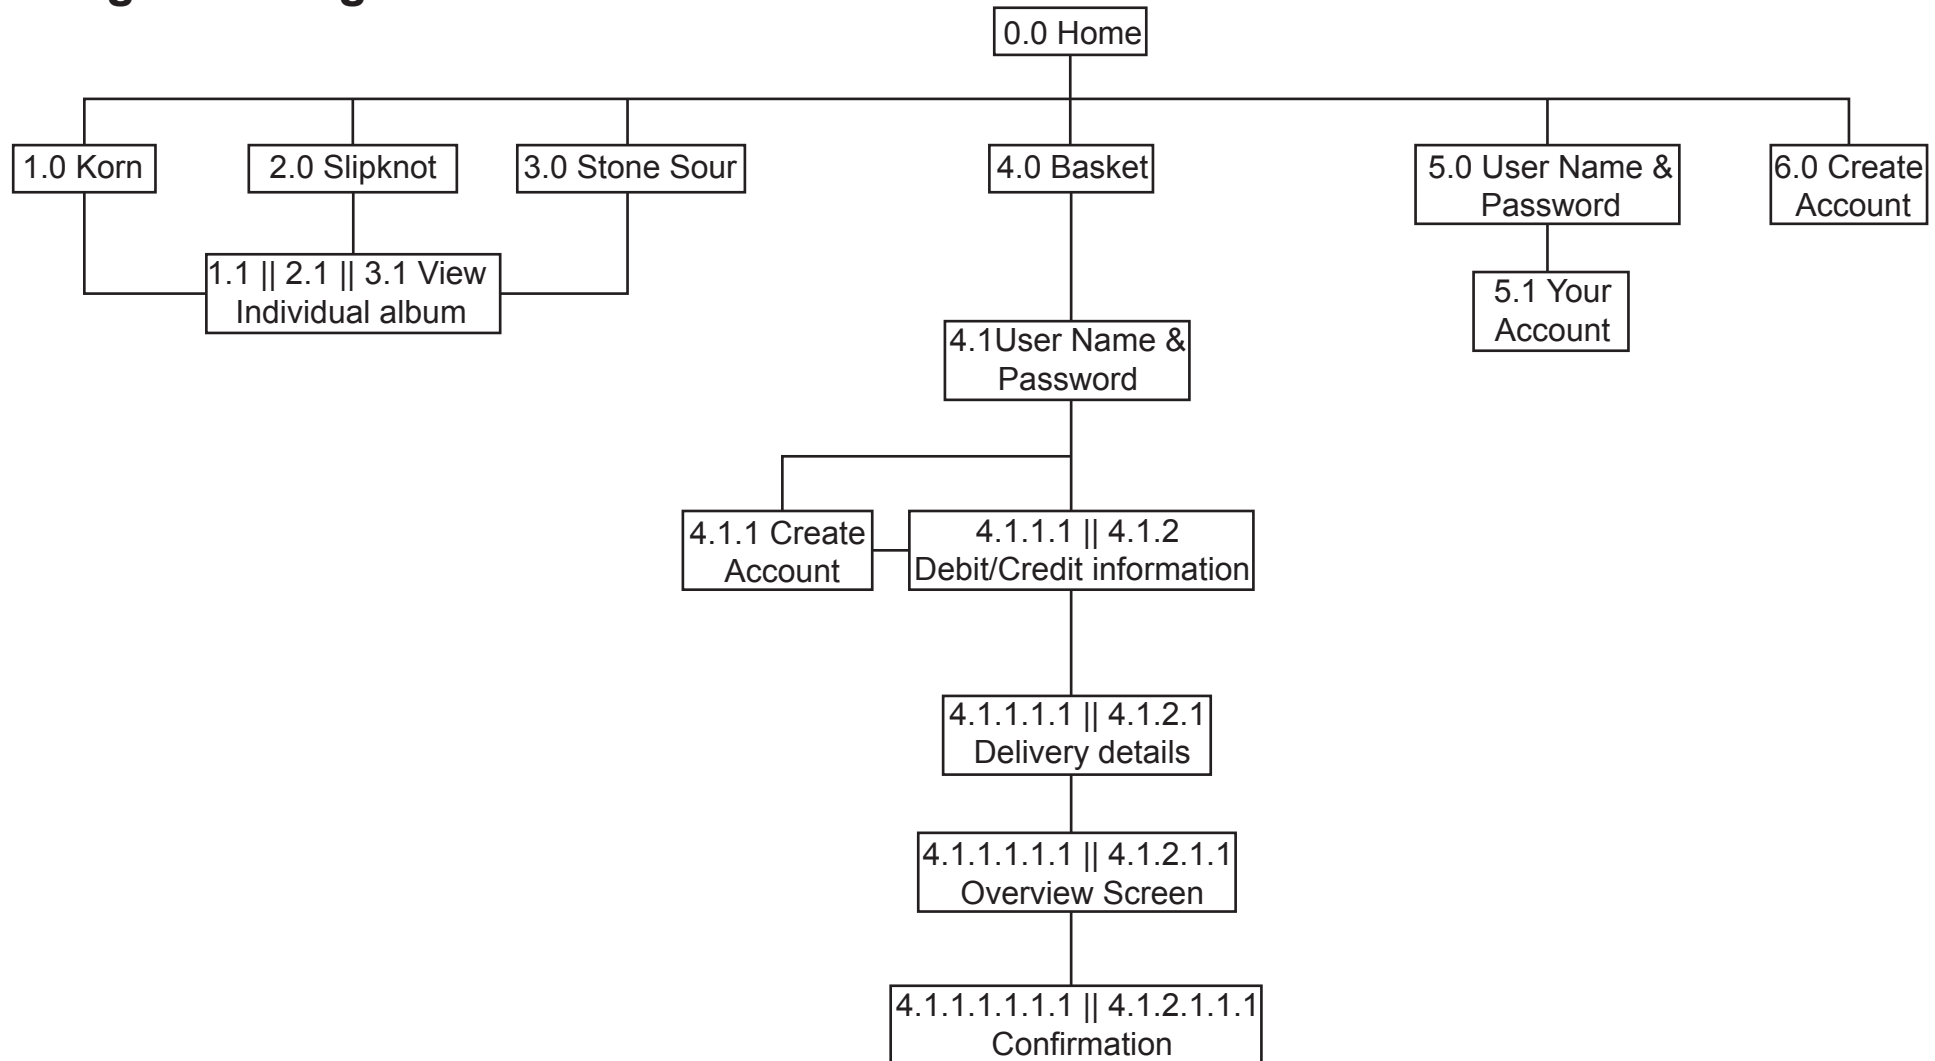 0.0 Home
1.0 Korn
2.0 Slipknot
3.0 Stone Sour
4.0 Basket
5.0 User Name &
Password
6.0 Create
Account
1.1 || 2.1 || 3.1 View
Individual album
5.1 Your
Account
4.1User Name &
Password
4.1.1 Create
Account
4.1.1.1 || 4.1.2
Debit/Credit information
4.1.1.1.1 || 4.1.2.1
Delivery details
4.1.1.1.1.1 || 4.1.2.1.1
Overview Screen
4.1.1.1.1.1.1 || 4.1.2.1.1.1
Confirmation